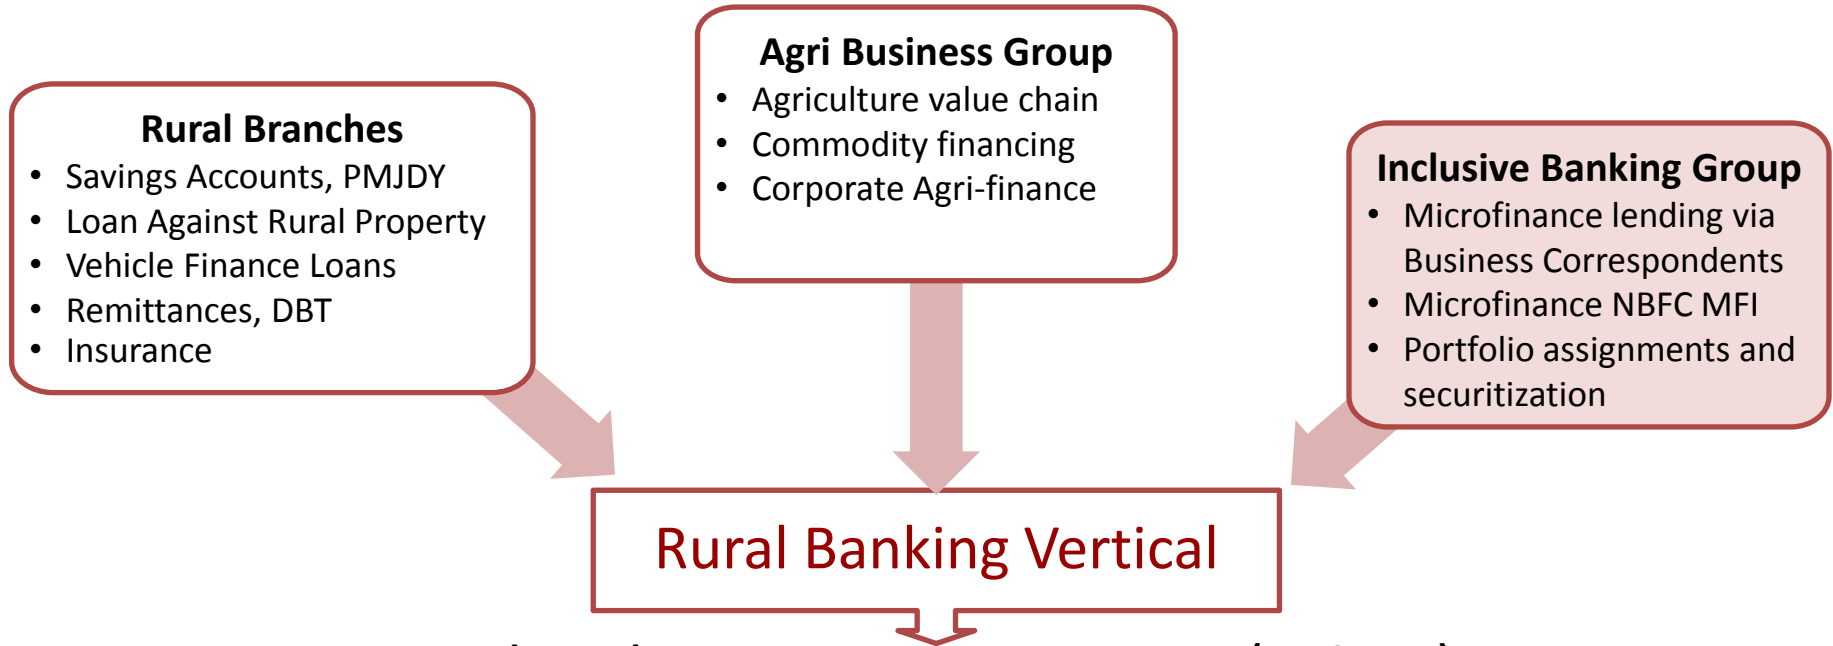 Agri Business Group
• Agriculture value chain
• Commodity financing
• Corporate Agri-finance
Rural Branches
• Savings Accounts, PMJDY
• Loan Against Rural Property
• Vehicle Finance Loans
• Remittances, DBT
• Insurance
Inclusive Banking Group
• Microfinance lending via
Business Correspondents
• Microfinance NBFC MFI
• Portfolio assignments and
securitization
Rural Banking Vertical